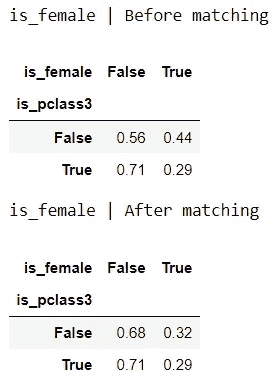 is_female | Before matching
is_female False True
is_pclass3
False 0.56 0.44
True 0.71 0.29
is_female | After matching
is_female False True
is_pclass3
False 0.68 0.32
True 0.71 0.29